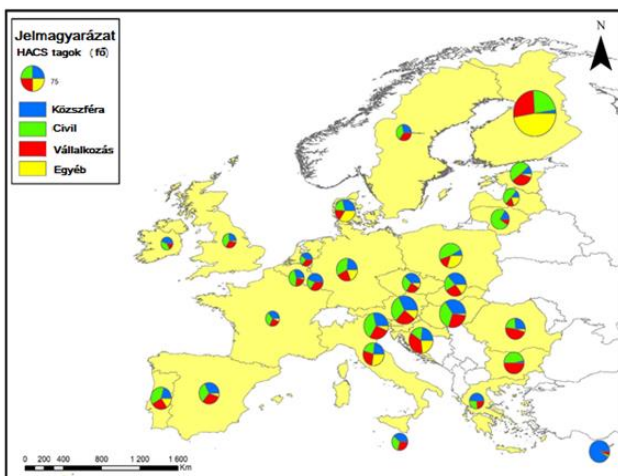 Jelmagyarázat
HACS tagok (fő)
75
Közszféra
Civil
Vállalkozás
Egyéb
N
0 200 400 800 1 200 1 600
Km